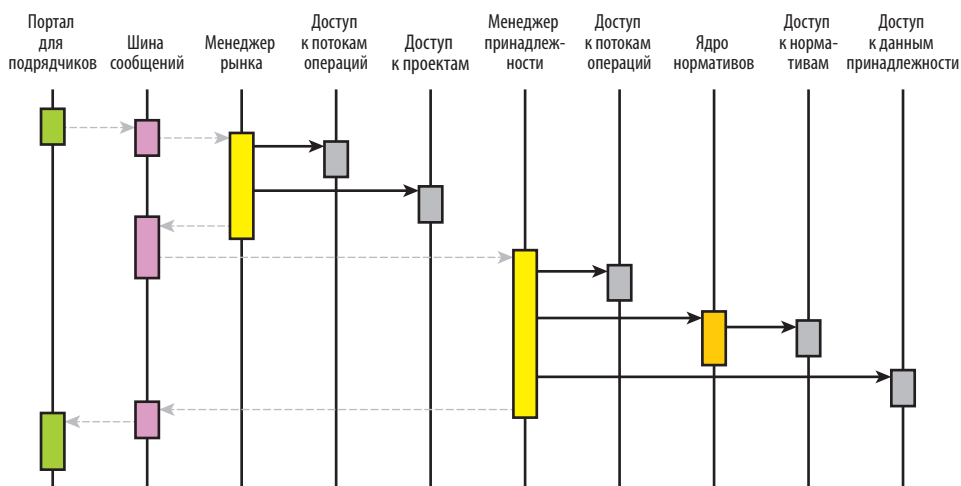 Портал
для
подрядчиков
Шина
сообщений
Менеджер
рынка
Доступ
к потокам
операций
Доступ
к проектам
Менеджер
принадлеж-
ности
Доступ
к потокам
операций
Ядро
нормативов
Доступ
к норма-
тивам
Доступ
к данным
принадлежности